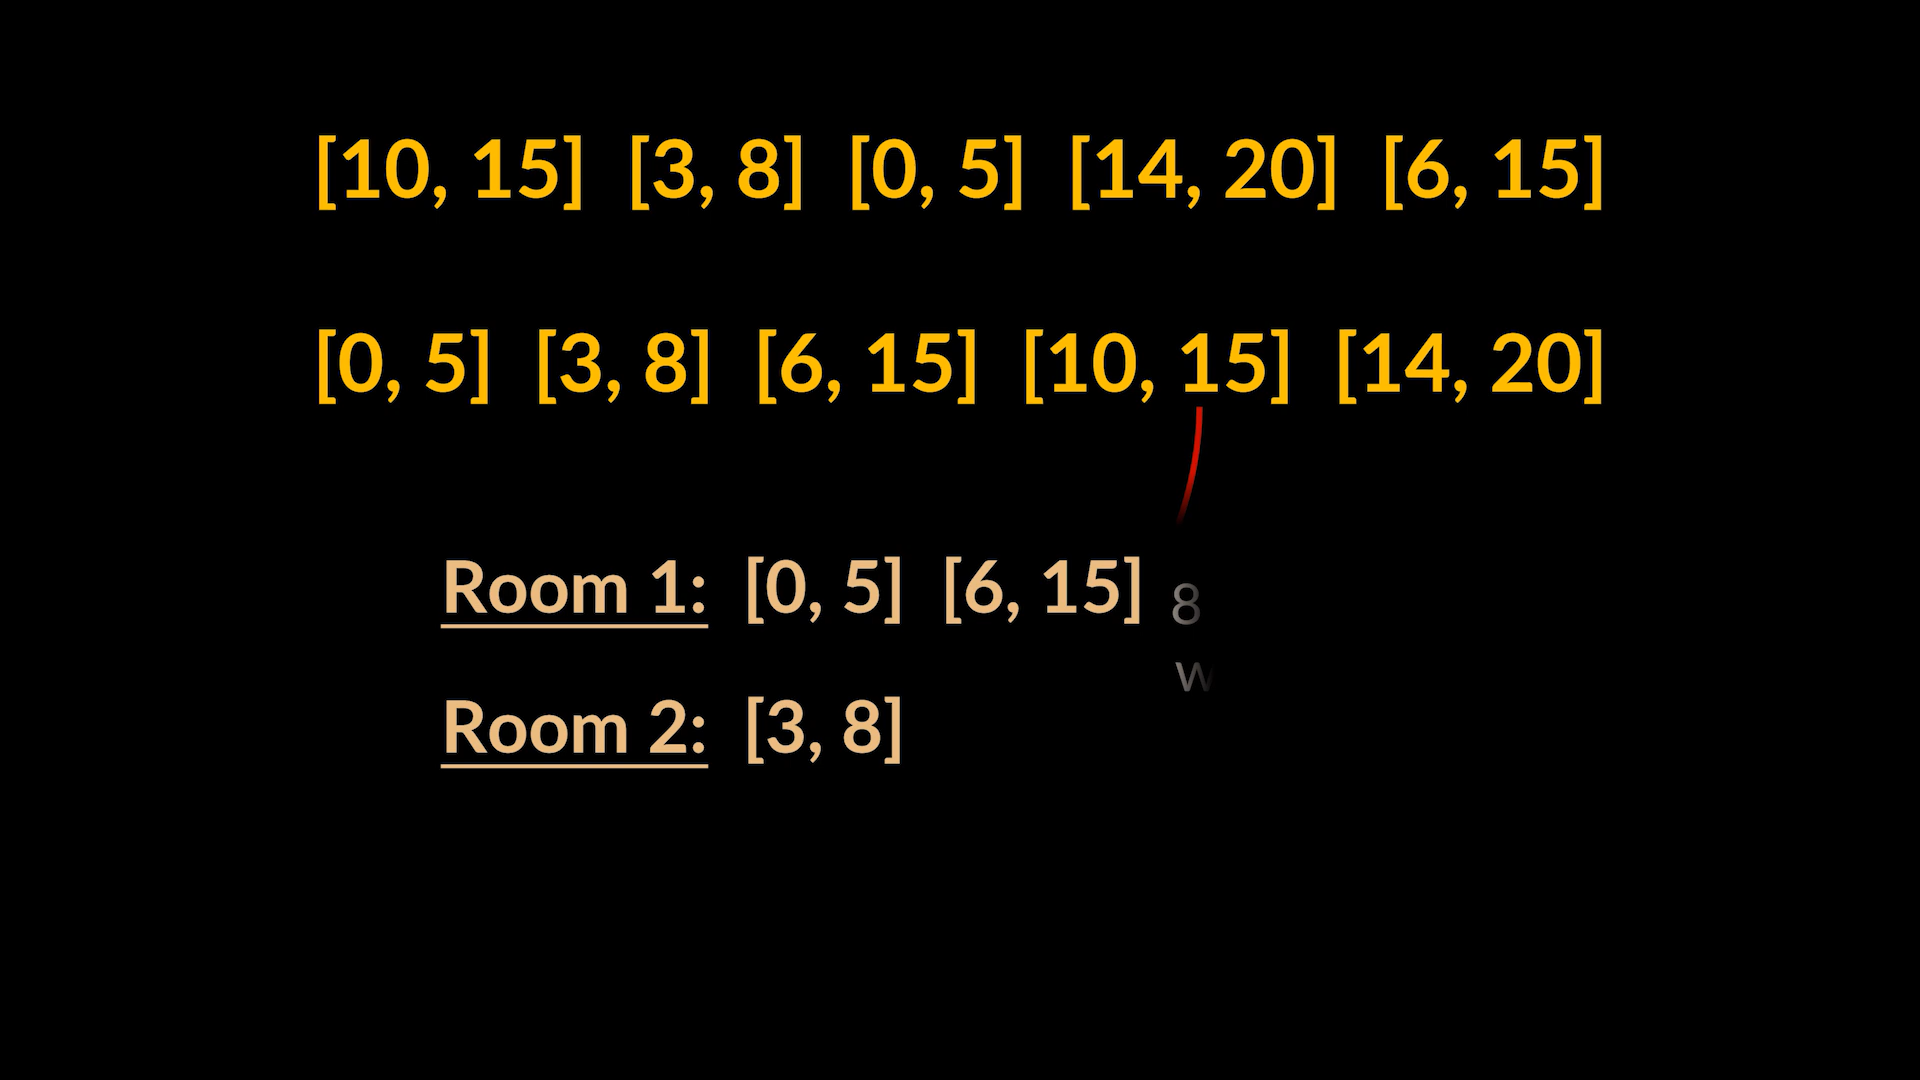 [10, 15] [3, 8] [0, 5] [14, 20] [6, 15]
[0, 5] [3, 8] [6, 15] [10, 15] [14, 20]
Room 1: [0, 5] [6, 15]
8
w
Room 2: [3, 8]